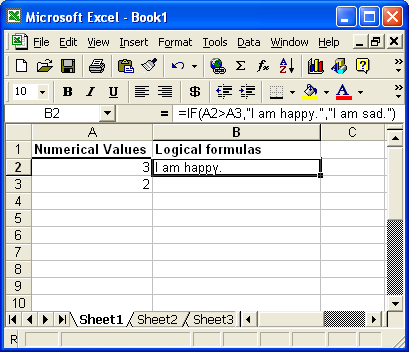 Microsoft Excel - Book1
File Edit View Insert Format Tools Data Window Help
Σ fx A Z
10 B I U $ A
B2 = =IF(A2>A3,"I am happy.","I am sad.")
A B C
1 Numerical Values Logical formulas
2 3 I am happy.
3 2
4
5
6
7
8
9
10
Sheet1 Sheet2 Sheet3
R